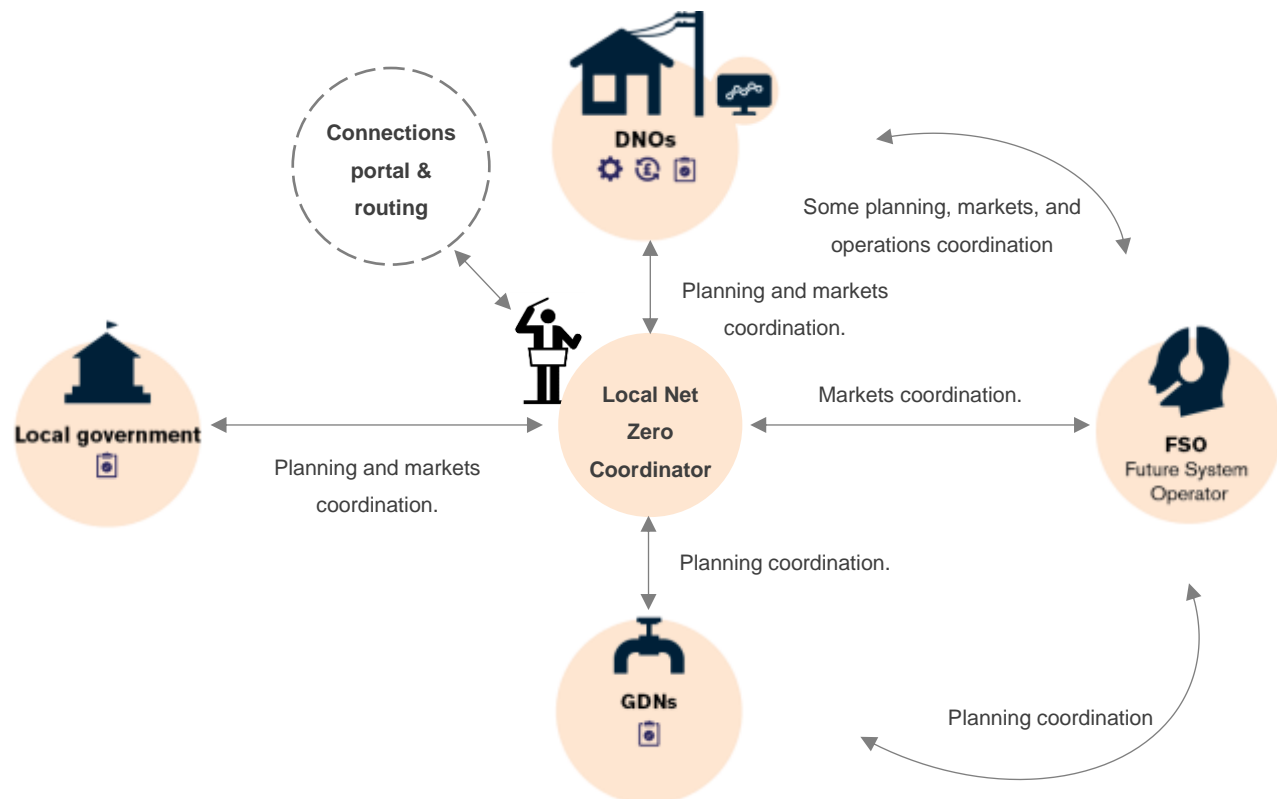 Connections
portal &
routing
DNOs
Some planning, markets, and
operations coordination
Planning and markets
coordination.
Local government
Planning and markets
coordination.
Local Net
Zero
Coordinator
Markets coordination.
FSO
Future System
Operator
Planning coordination.
GDNs
Planning coordination
£